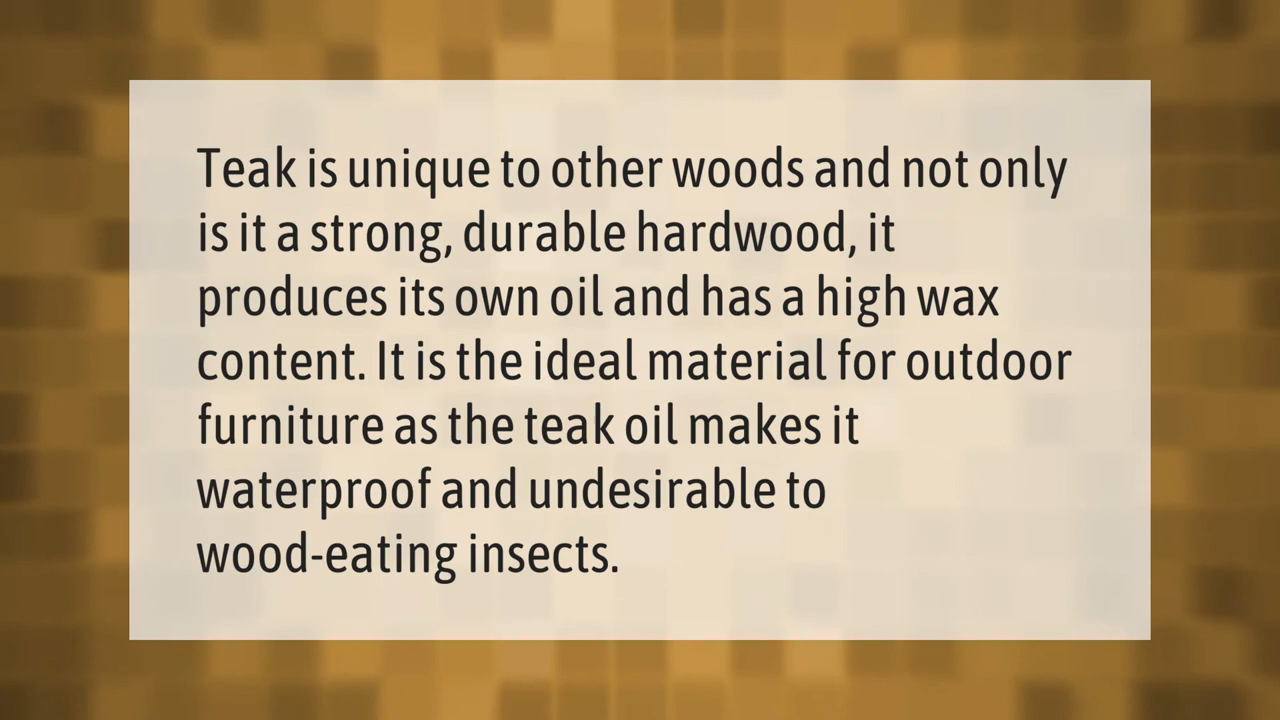 Teak is unique to other woods and not only
is it a strong, durable hardwood, it
produces its own oil and has a high wax
content. It is the ideal material for outdoor
furniture as the teak oil makes it
waterproof and undesirable to
wood-eating insects.